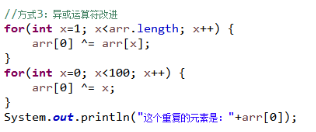 //方式3：异或运算符改进
for(int x=1; x<arr.length; x++) {
    arr[0] ^= arr[x];
}
for(int x=0; x<100; x++) {
    arr[0] ^= x;
}
System.out.println("这个重复的元素是："+arr[0]);